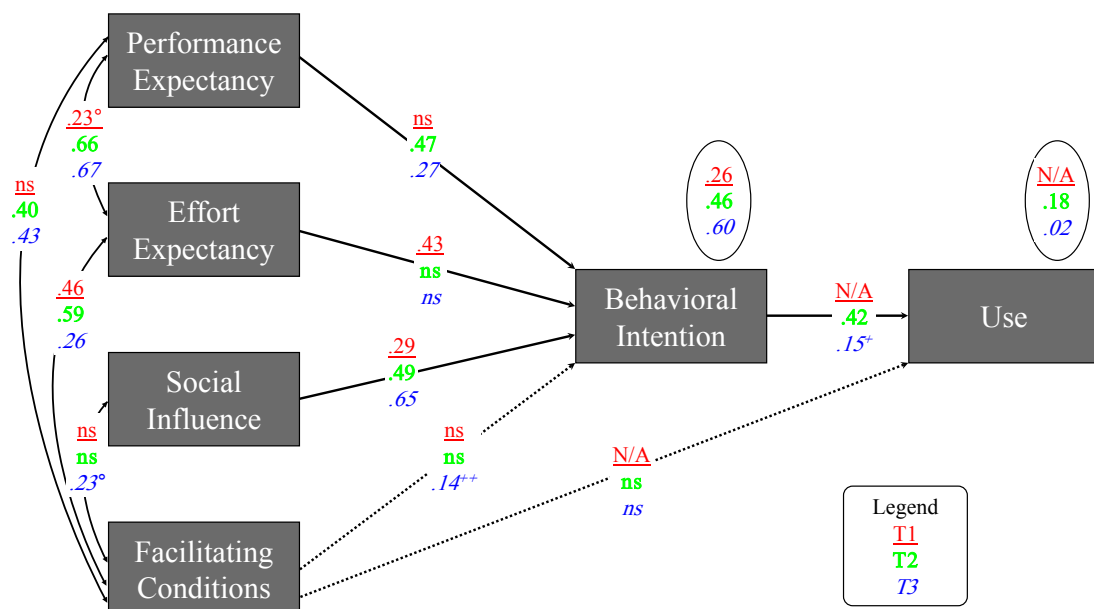 Performance
Expectancy
.23°
.66
.67
ns
.47
.27
.26
.46
.60
N/A
.18
.02
ns
.40
.43
Effort
Expectancy
.43
ns
ns
.46
.59
.26
Behavioral
Intention
N/A
.42
.15+
Use
Social
Influence
.29
.49
.65
ns
ns
.23°
ns
ns
.14++
N/A
ns
ns
Facilitating
Conditions
Legend
T1
T2
T3